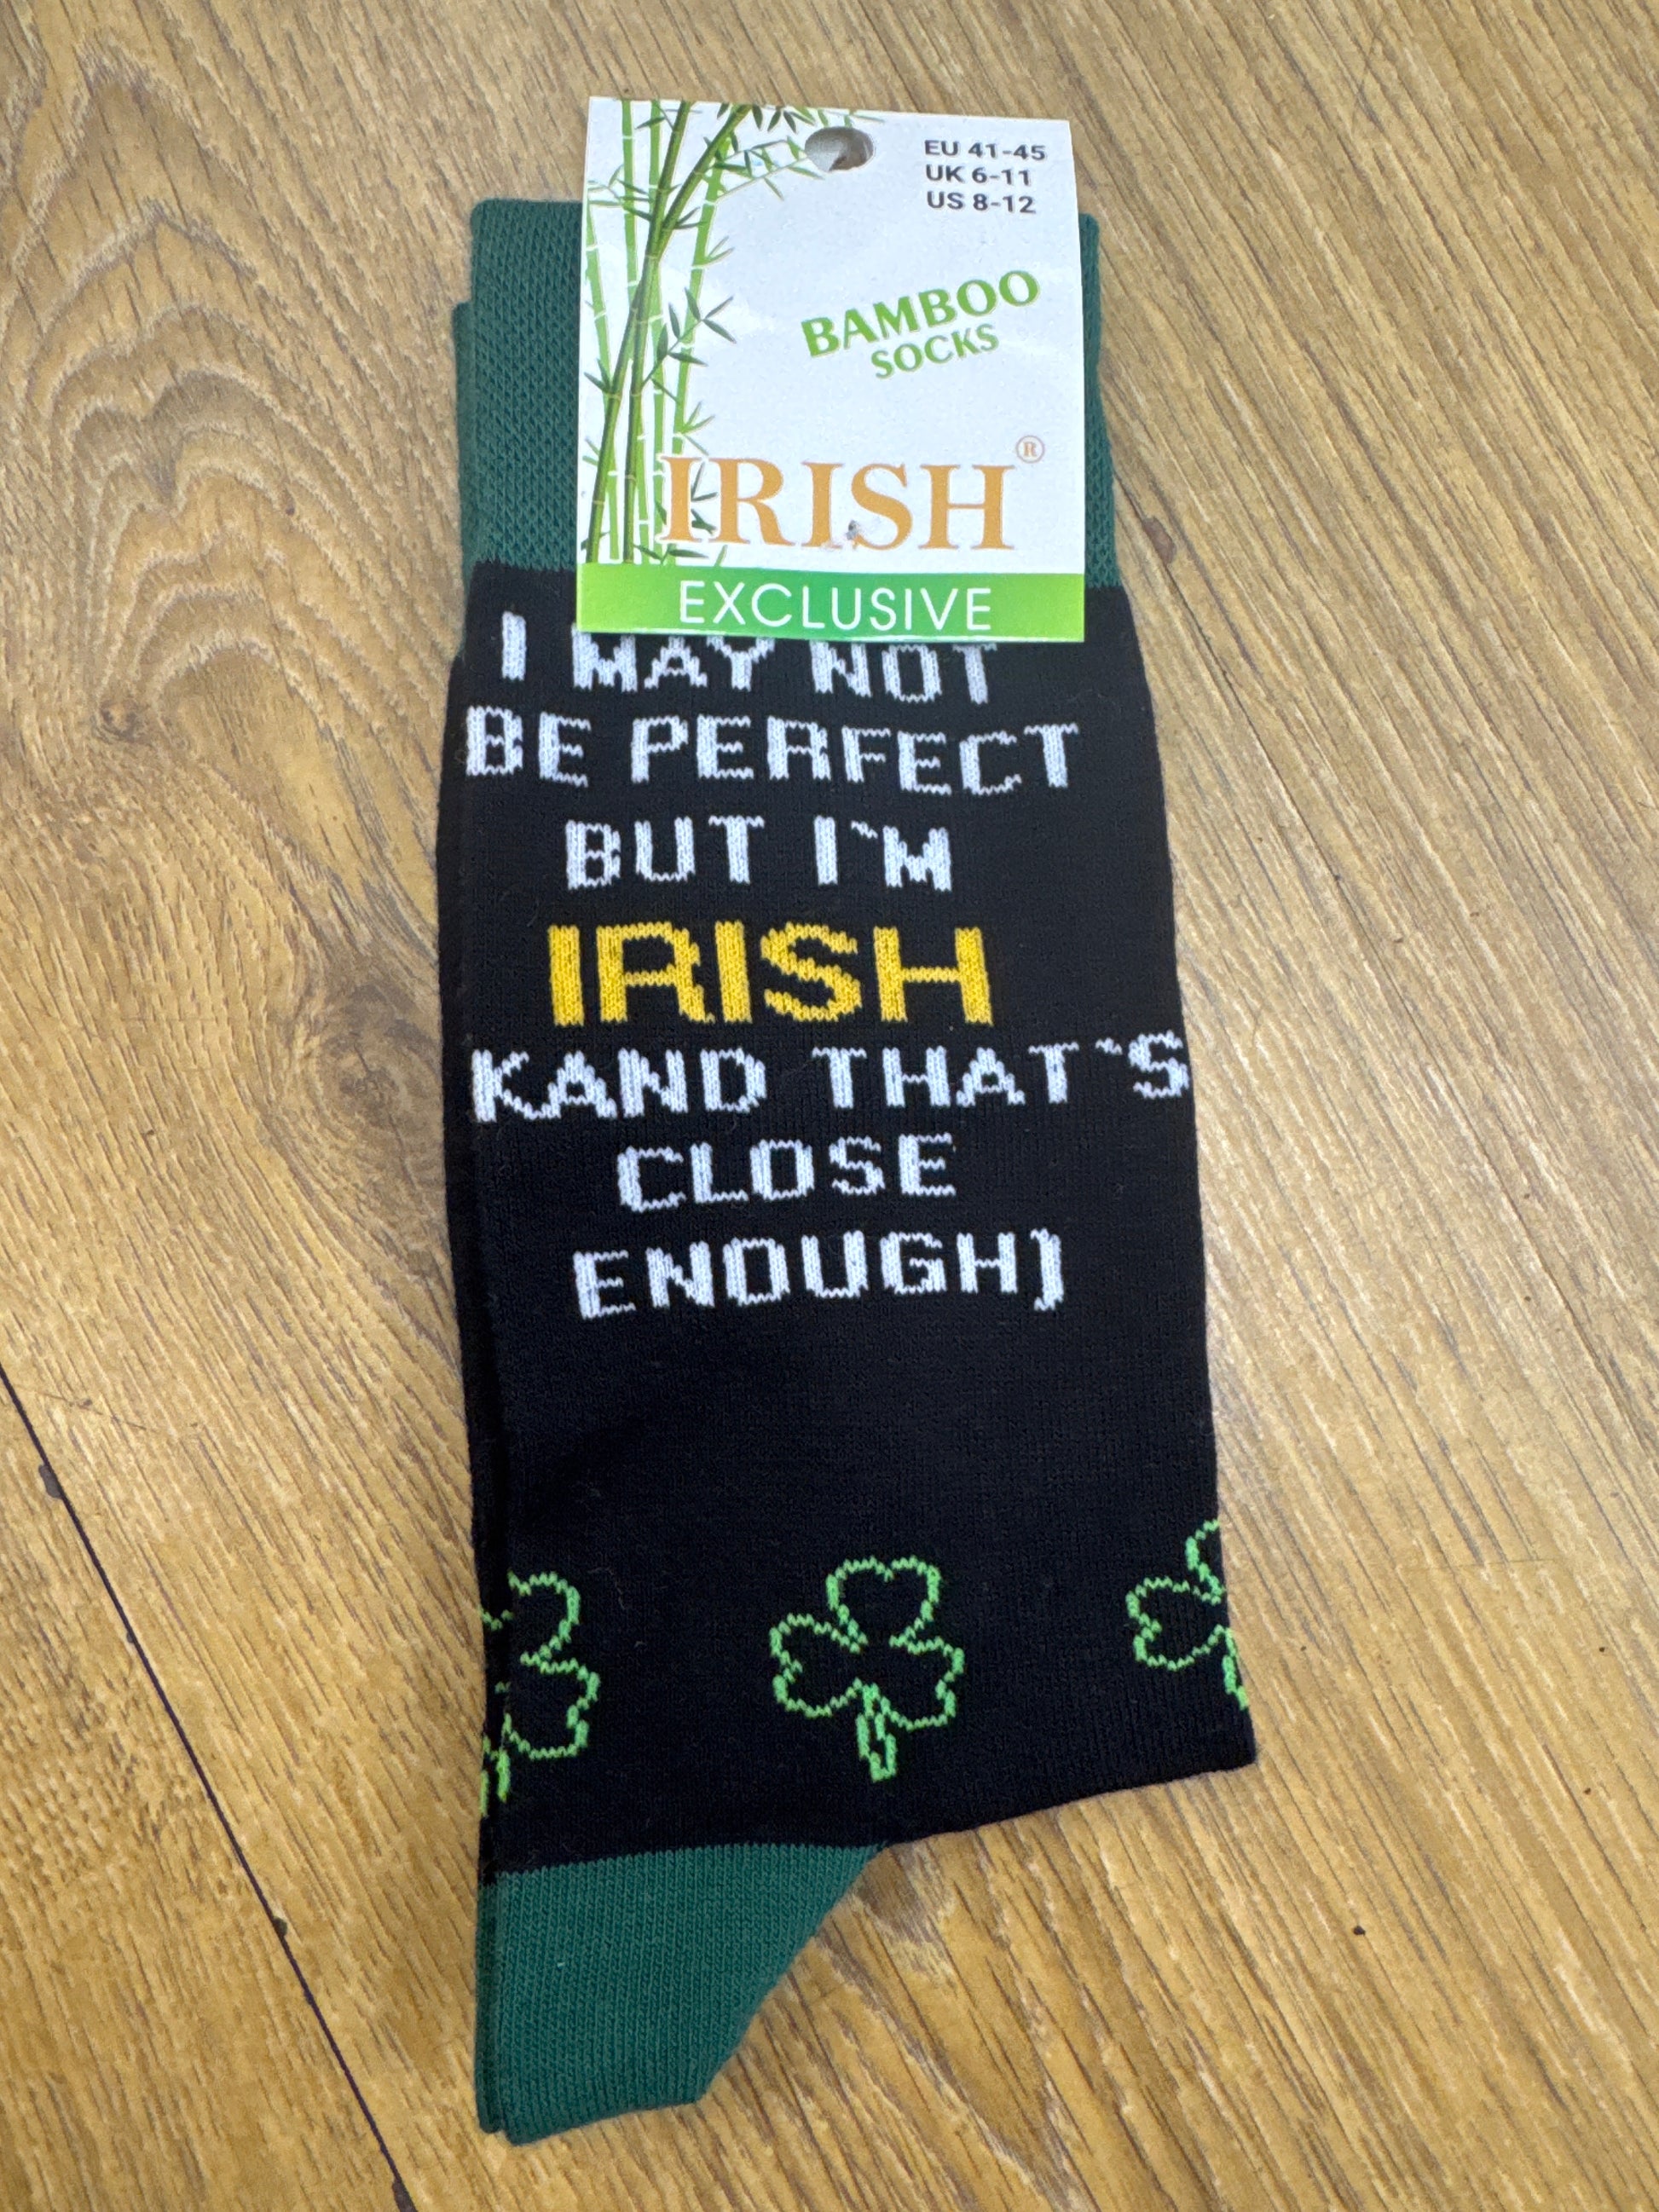 EU 41-45
UK 6-11
US 8-12
BAMBOO
SOCKS
IRISH®
EXCLUSIVE
I MAY NOT
BE PERFECT
BUT I`M
IRISH
KAND THAT`S
CLOSE
ENOUGH)